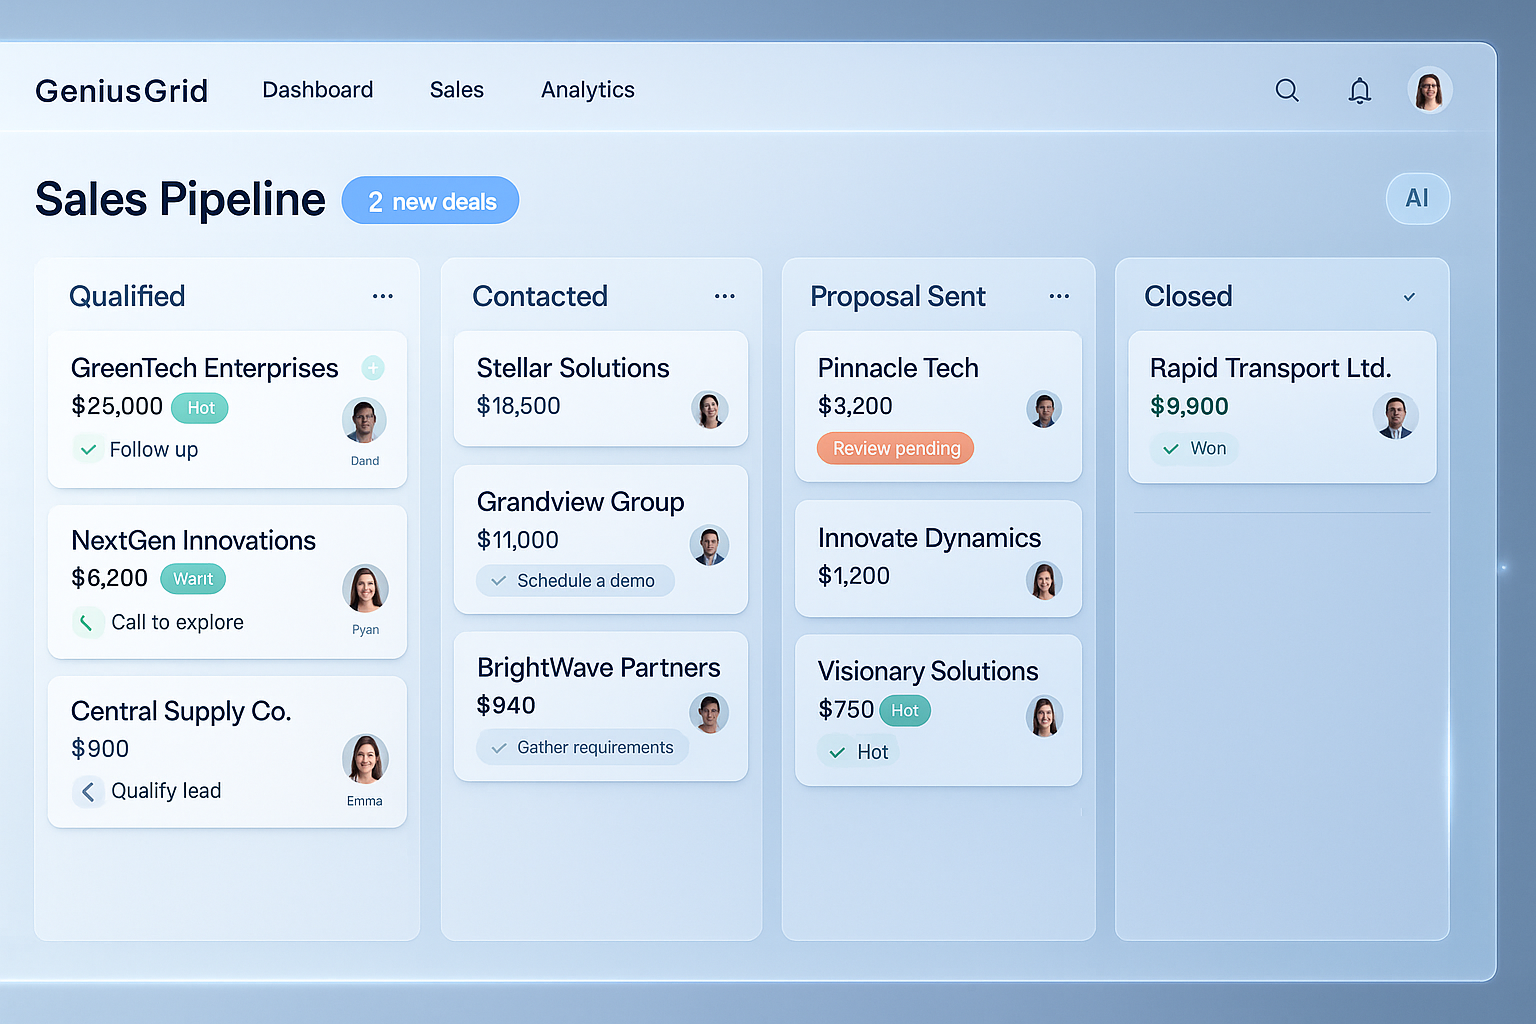 GeniusGrid Dashboard Sales Analytics
Sales Pipeline 2 new deals AI
Qualified
GreenTech Enterprises
$25,000 Hot
Follow up
Dand
NextGen Innovations
$6,200 Warit
Call to explore
Pyan
Central Supply Co.
$900
Qualify lead
Emma
Contacted
Stellar Solutions
$18,500
Grandview Group
$11,000
Schedule a demo
BrightWave Partners
$940
Gather requirements
Proposal Sent
Pinnacle Tech
$3,200
Review pending
Innovate Dynamics
$1,200
Visionary Solutions
$750 Hot
Hot
Closed
Rapid Transport Ltd.
$9,900
Won